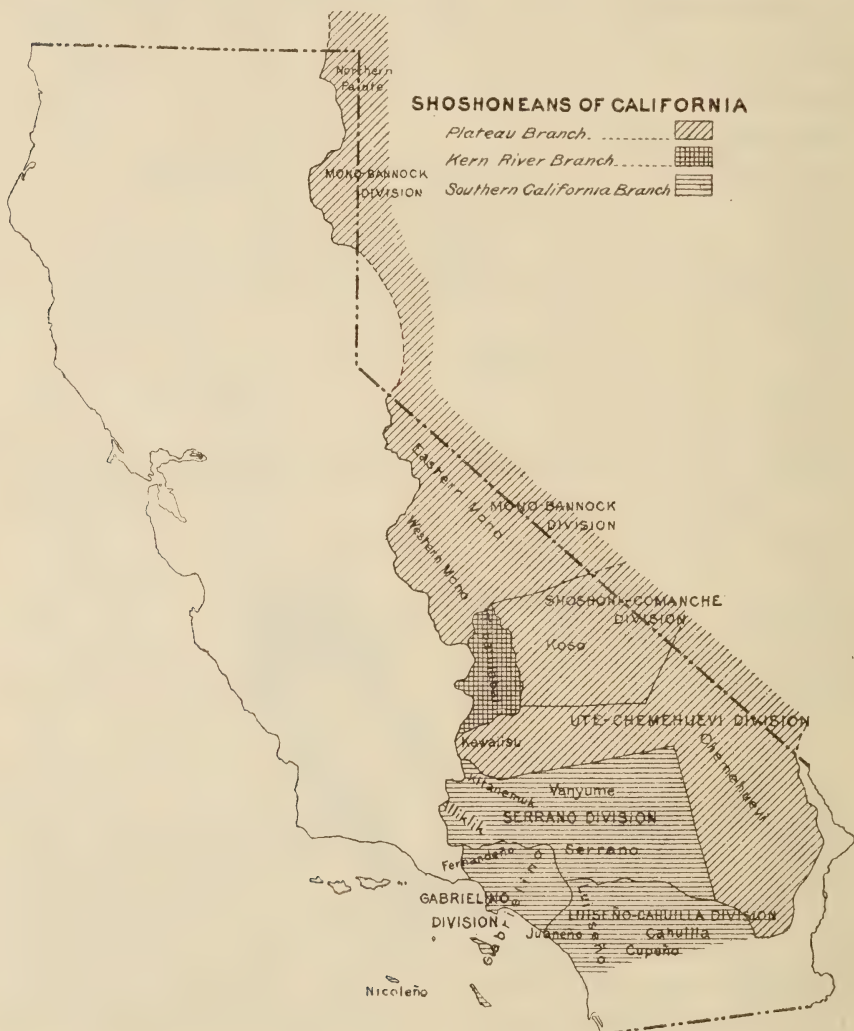 Northern
Paiute
SHOSHONEANS OF CALIFORNIA
Plateau Branch
Kern River Branch
Southern California Branch
MONO-BANNOCK
DIVISION
Eastern Mono
MONO-BANNOCK
DIVISION
Western Mono
SHOSHONI-COMANCHE
DIVISION
Koso
UTE-CHEMEHUEVI DIVISION
Kawaiisu
Chemehuevi
Kitanemuk
Vanyume
Alliklik
SERRANO DIVISION
Fernandeño
Serrano
GABRIELINO
DIVISION
Gabrielino
Luiseño
LUISEÑO-CAHUILLA DIVISION
Juaneño
Cahuilla
Cupeño
Nicoleño